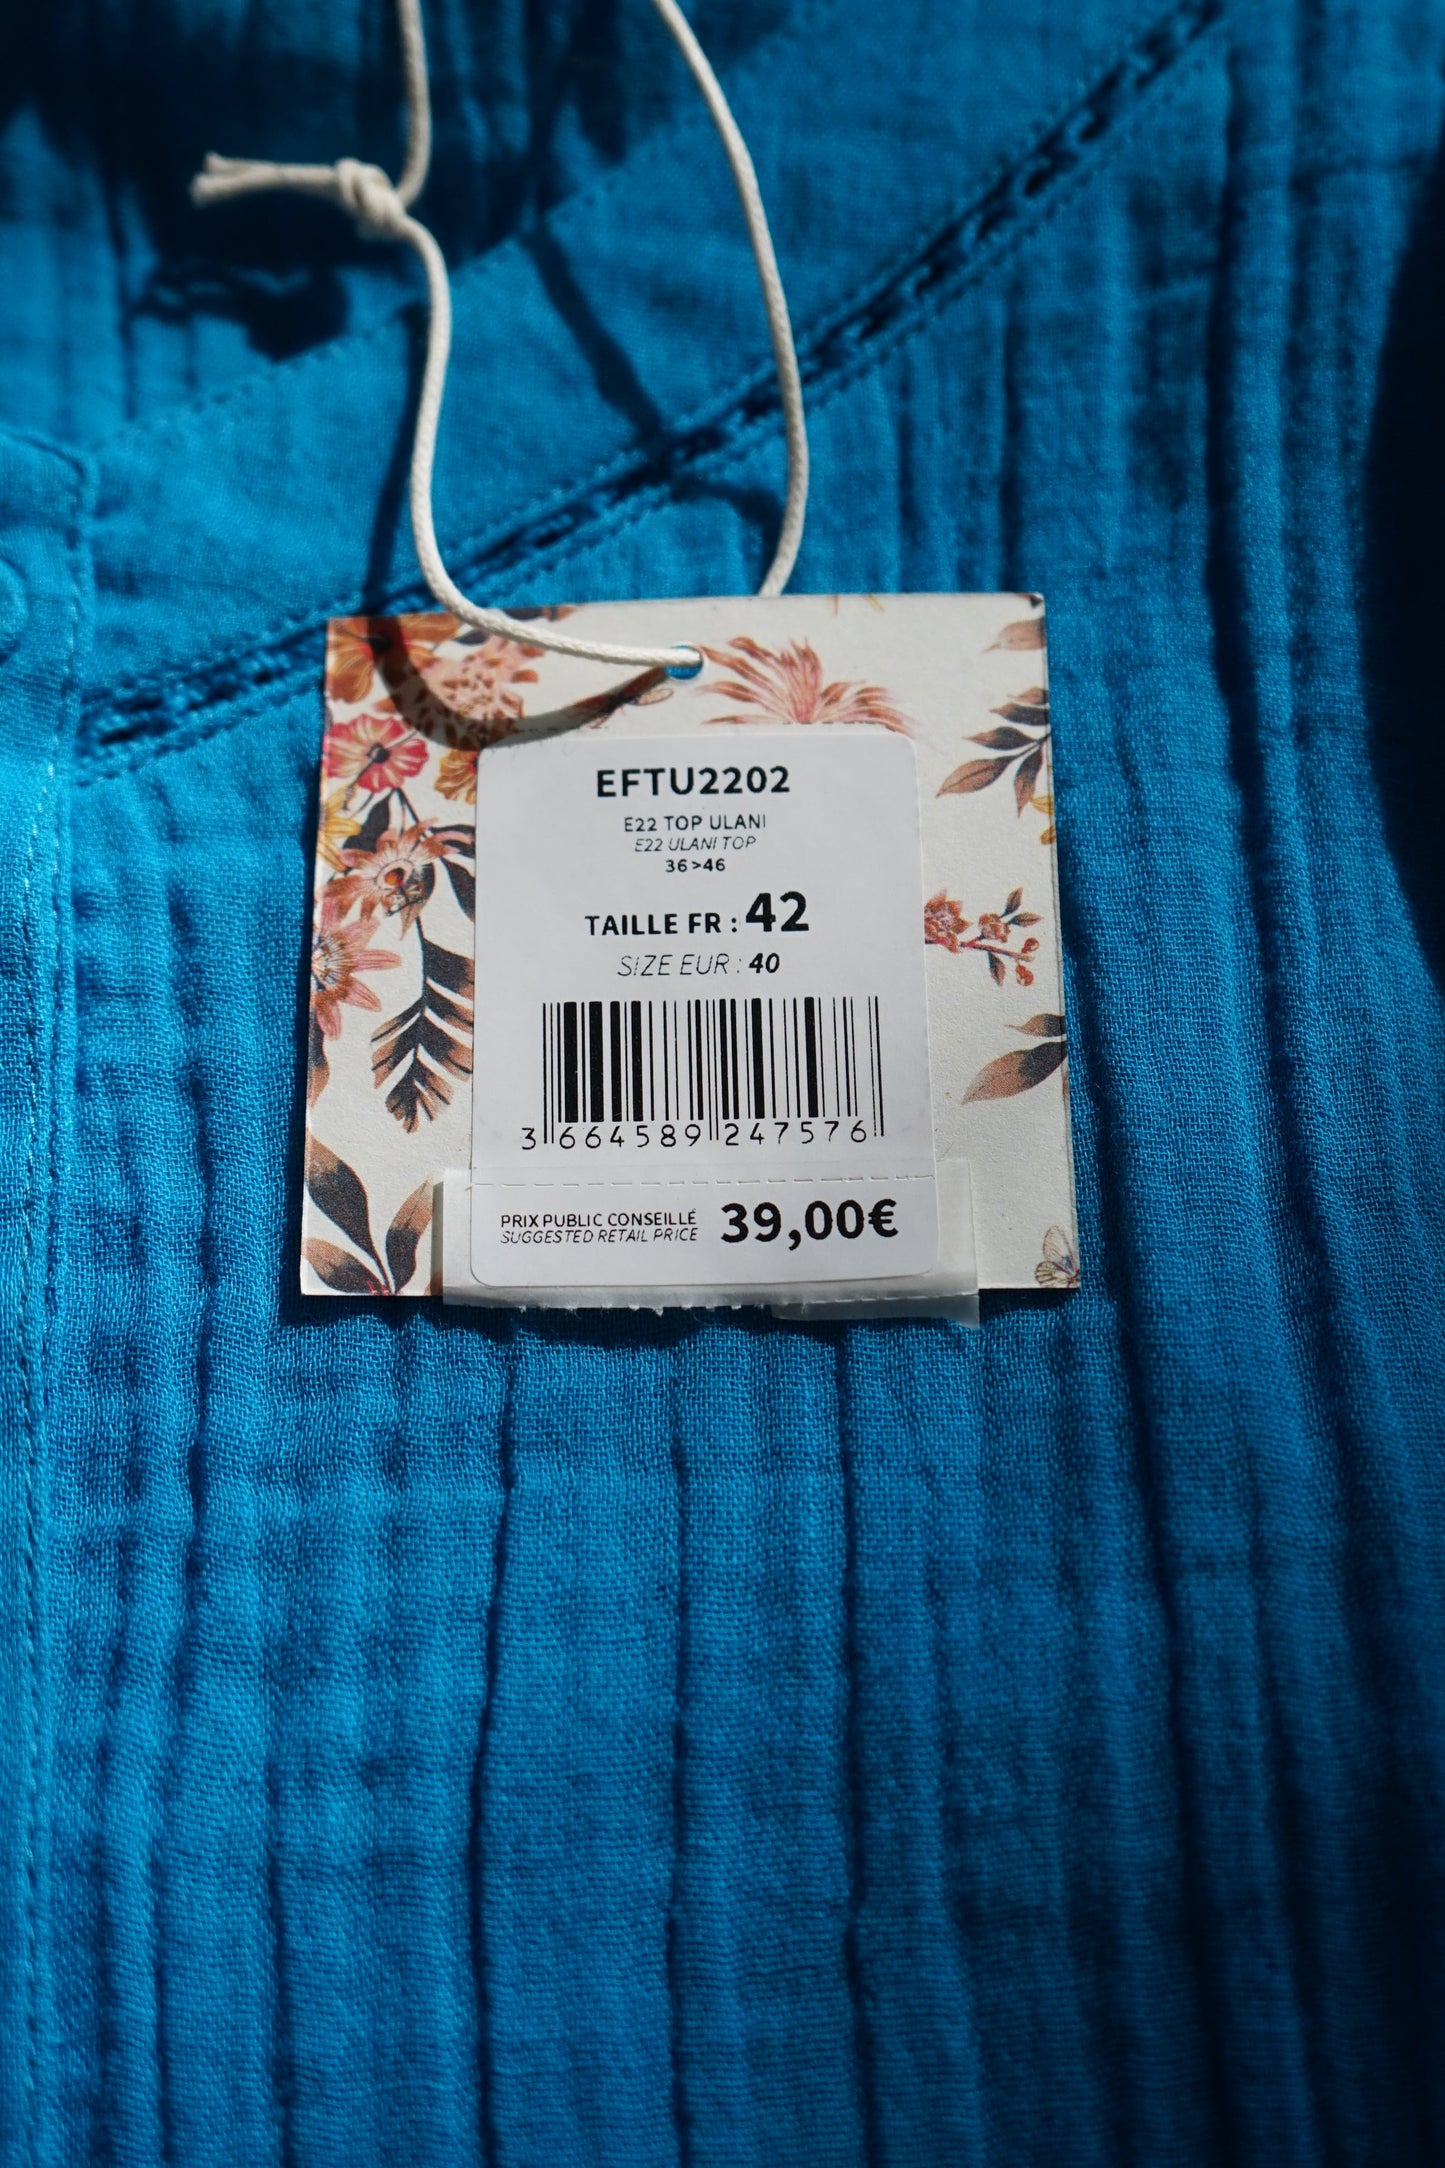 EFTU2202
E22 TOP ULANI
E22 ULANI TOP
36>46
TAILLE FR : 42
SIZE EUR : 40
3 664589 247576
PRIX PUBLIC CONSEILLÉ 39,00€
SUGGESTED RETAIL PRICE